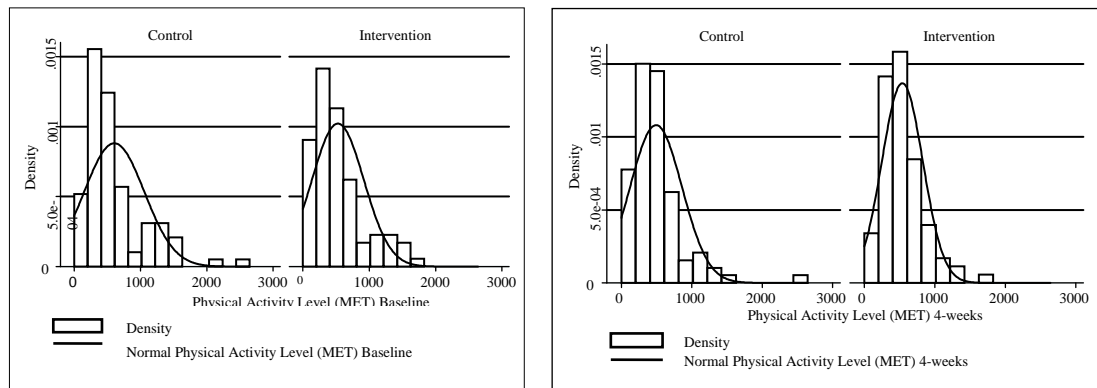 Control Intervention
.0015
.001
5.0e-
04
0
Density
0 1000 2000 3000 0 1000 2000 3000
Physical Activity Level (MET) Baseline
Density
Normal Physical Activity Level (MET) Baseline
Control Intervention
.0015
.001
5.0e-04
0
Density
0 1000 2000 3000 0 1000 2000 3000
Physical Activity Level (MET) 4-weeks
Density
Normal Physical Activity Level (MET) 4-weeks